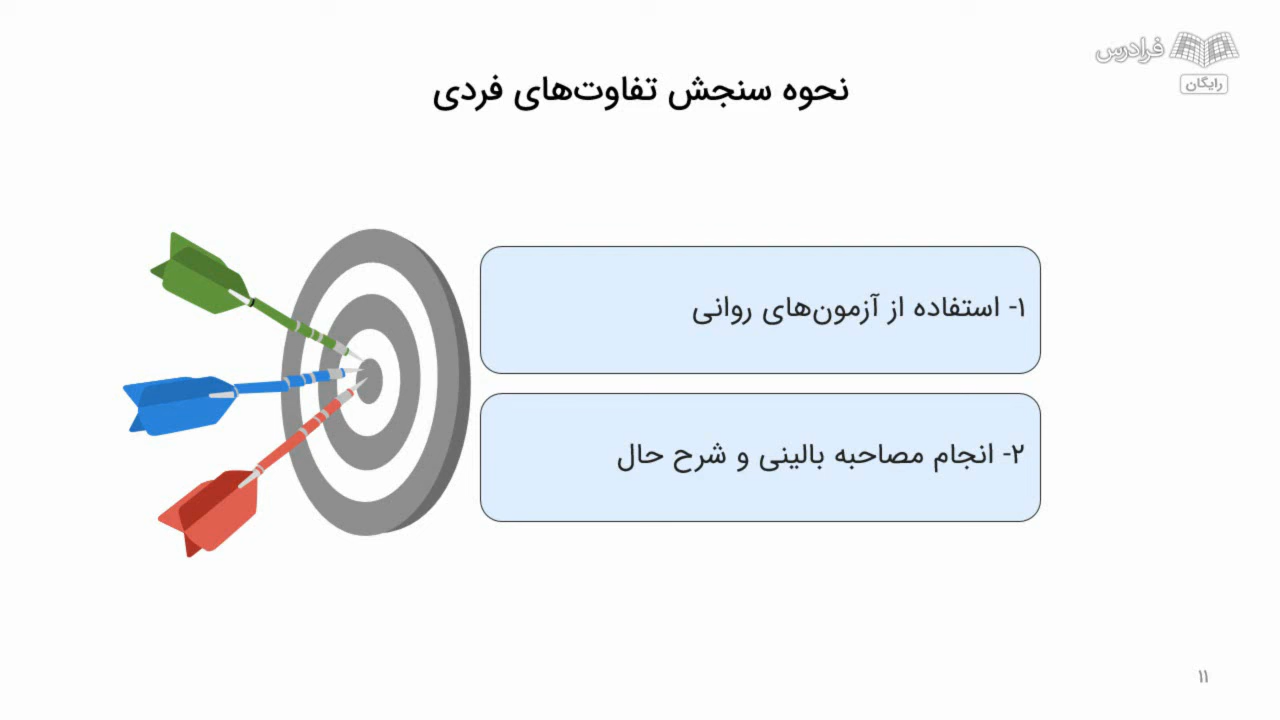 فرادرس
رایگان
نحوه سنجش تفاوت‌های فردی
۱- استفاده از آزمون‌های روانی
۲- انجام مصاحبه بالینی و شرح حال
۱۱